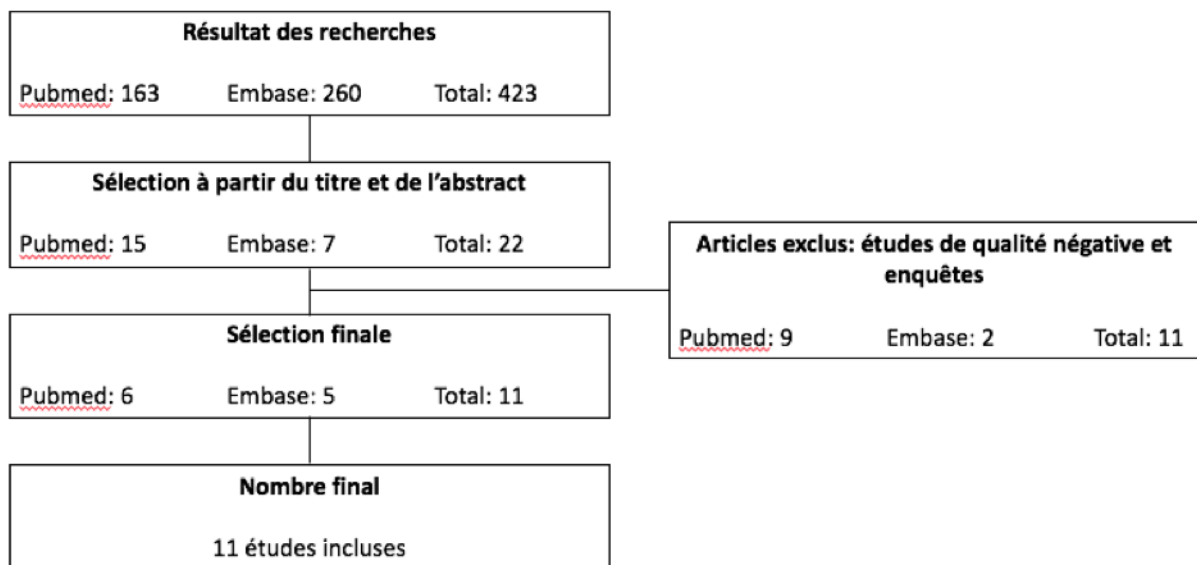 Résultat des recherches
Pubmed: 163 Embase: 260 Total: 423
Sélection à partir du titre et de l'abstract
Pubmed: 15 Embase: 7 Total: 22
Articles exclus: études de qualité négative et
enquêtes
Pubmed: 9 Embase: 2 Total: 11
Sélection finale
Pubmed: 6 Embase: 5 Total: 11
Nombre final
11 études incluses